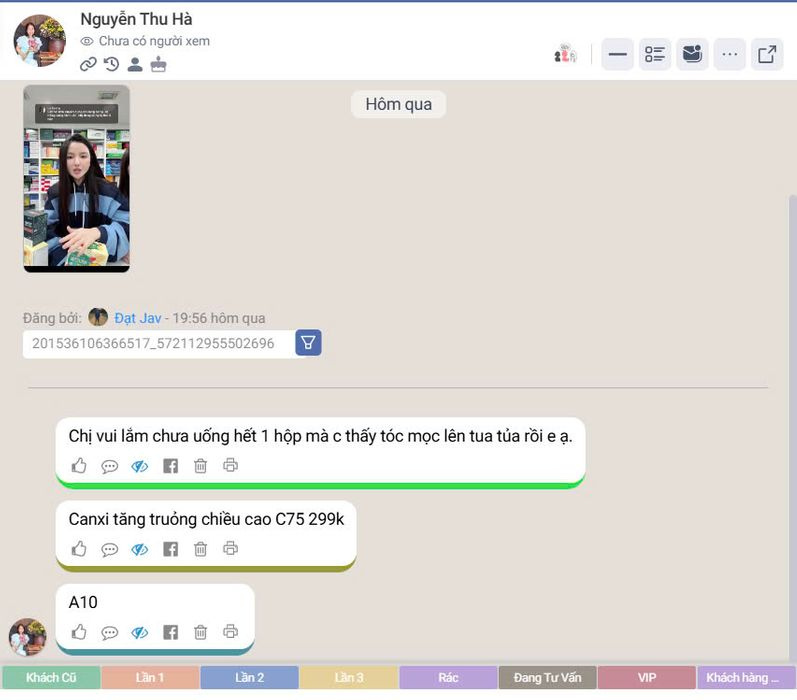 Nguyễn Thu Hà
Chưa có người xem
Hôm qua
Đăng bởi: Đạt Jav - 19:56 hôm qua
201536106366517_572112955502696
Chị vui lắm chưa uống hết 1 hộp mà c thấy tóc mọc lên tua tủa rồi e ạ.
Canxi tăng truỏng chiều cao C75 299k
A10
Khách Cũ
Lần 1
Lần 2
Lần 3
Rác
Đang Tư Vấn
VIP
Khách hàng ...